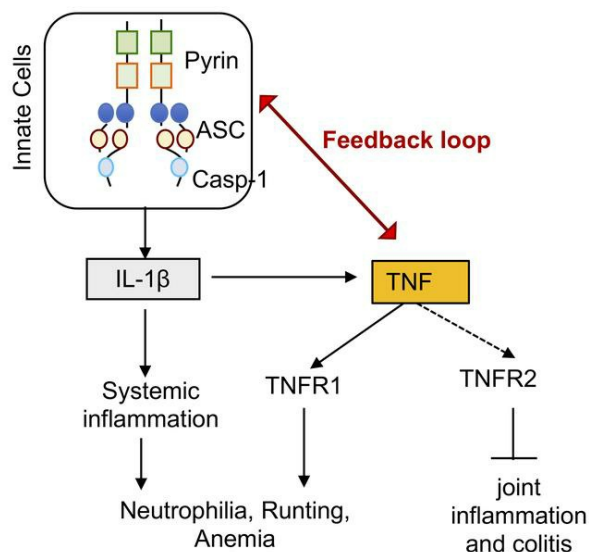 Innate Cells
Pyrin
ASC
Casp-1
Feedback loop
IL-1β
TNF
Systemic
inflammation
TNFR1
TNFR2
Neutrophilia, Runting,
Anemia
joint
inflammation
and colitis